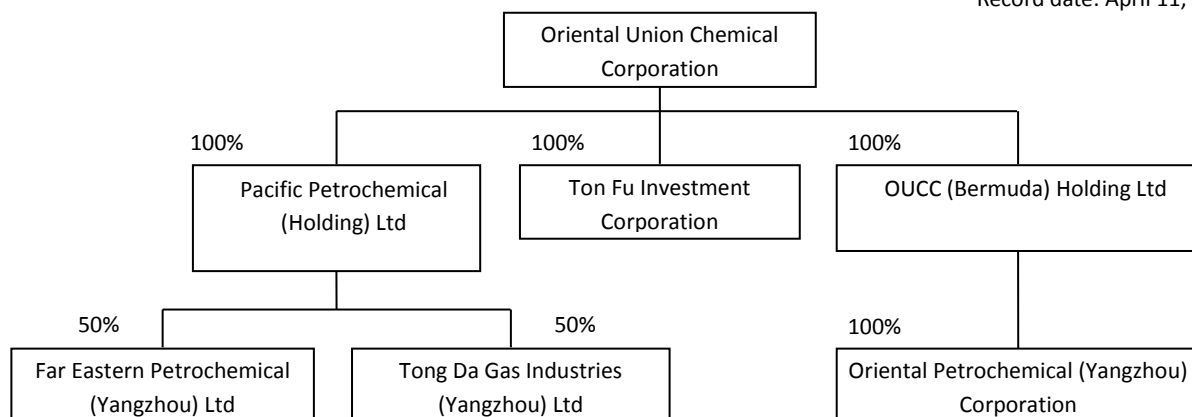 Record date: April 11,
Oriental Union Chemical
Corporation
100%
100%
100%
Pacific Petrochemical
(Holding) Ltd
Ton Fu Investment
Corporation
OUCC (Bermuda) Holding Ltd
50%
50%
100%
Far Eastern Petrochemical
(Yangzhou) Ltd
Tong Da Gas Industries
(Yangzhou) Ltd
Oriental Petrochemical (Yangzhou)
Corporation